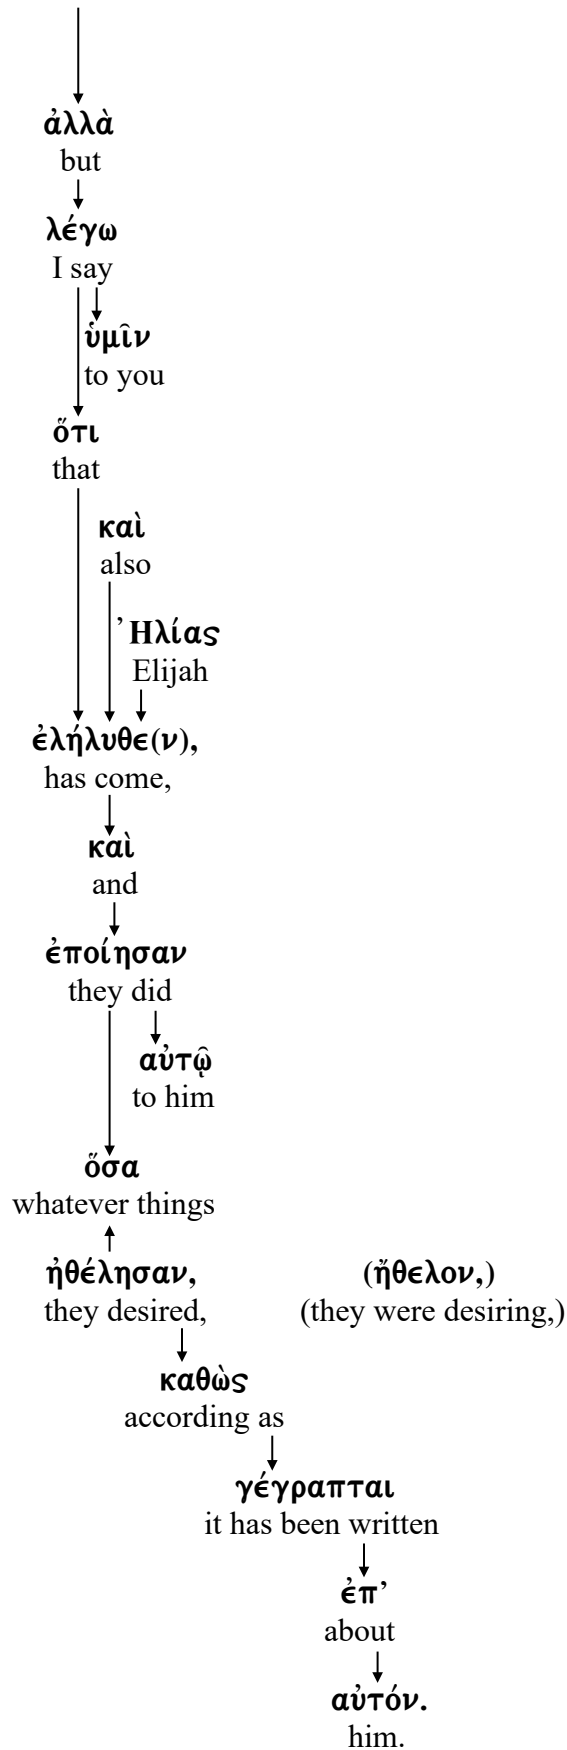 ἀλλὰ
but
λέγω
I say
ὑμῖν
to you
ὅτι
that
καὶ
also
Ἠλίας
Elijah
ἐλήλυθε(ν),
has come,
καὶ
and
ἐποίησαν
they did
αὐτῷ
to him
ὅσα
whatever things
ἠθέλησαν, (ἤθελον,)
they desired, (they were desiring,)
καθὼς
according as
γέγραπται
it has been written
ἐπ’
about
αὐτόν.
him.